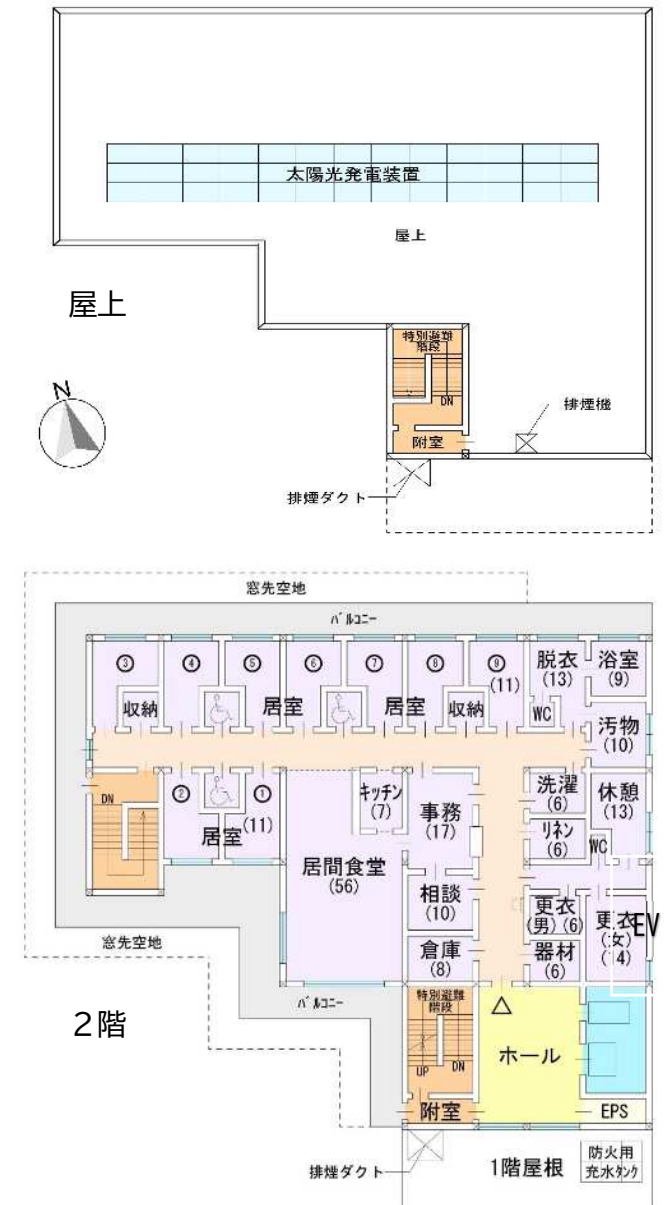 太陽光発電装置
屋上
屋上
特別避難
階段
N
DN
排煙機
附室
排煙ダクト
窓先空地
バルコニー
③
④
⑤
⑥
⑦
⑧
⑨
(11)
脱衣
(13)
浴室
(9)
収納
居室
居室
収納
WC
汚物
(10)
DN
②
①
居室
(11)
キッチン
(7)
事務
(17)
洗濯
(6)
休憩
(13)
リネン
(6)
WC
居間食堂
(56)
相談
(10)
更衣
(男)(6)
更衣
(女)
(14)
EV
窓先空地
倉庫
(8)
器材
(6)
バルコニー
特別避難
階段
2階
ホール
UP
DN
附室
EPS
排煙ダクト
1階屋根
防火用
充水タンク